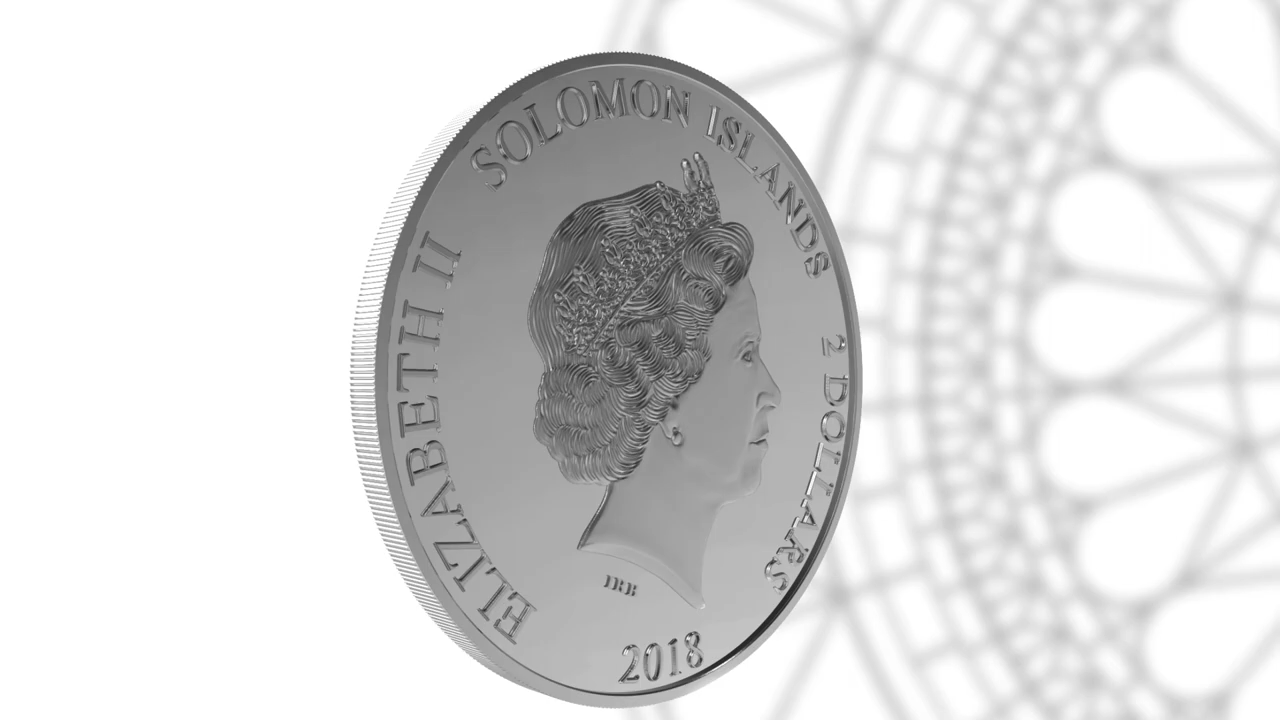 ELIZABETH II
SOLOMON ISLANDS
2 DOLLARS
IRB
2018